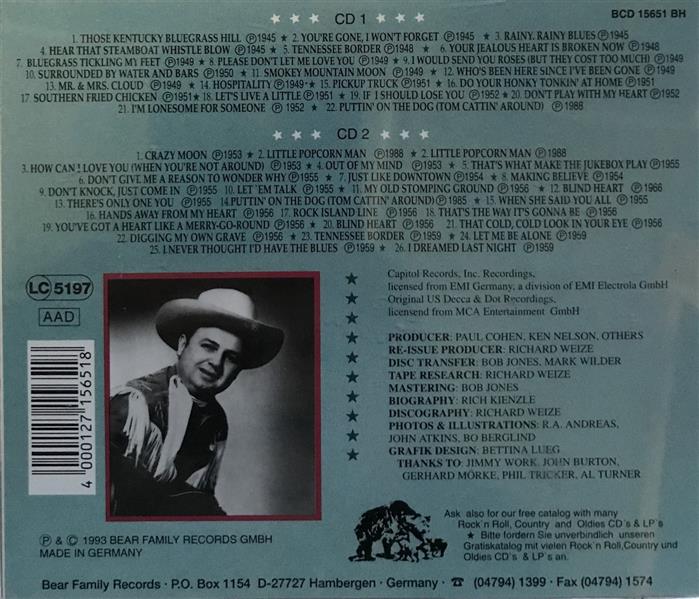 ★ ★ ★ CD 1 ★ ★ ★
BCD 15651 BH
1. THOSE KENTUCKY BLUEGRASS HILL ℗1945 ★ 2. YOU'RE GONE, I WON'T FORGET ℗1945 ★ 3. RAINY. RAINY BLUES ℗1945
4. HEAR THAT STEAMBOAT WHISTLE BLOW ℗1945 ★ 5. TENNESSEE BORDER ℗1948 ★ 6. YOUR JEALOUS HEART IS BROKEN NOW ℗1948
7. BLUEGRASS TICKLING MY FEET ℗1949 ★ 8. PLEASE DON'T LET ME LOVE YOU ℗1949 ★ 9. I WOULD SEND YOU ROSES (BUT THEY COST TOO MUCH) ℗1949
10. SURROUNDED BY WATER AND BARS ℗1950 ★ 11. SMOKEY MOUNTAIN MOON ℗1949 ★ 12. WHO'S BEEN HERE SINCE I'VE BEEN GONE ℗1949
13. MR. & MRS. CLOUD ℗1949 ★ 14. HOSPITALITY ℗1949 ★ 15. PICKUP TRUCK ℗1951 ★ 16. DO YOUR HONKY TONKIN' AT HOME ℗1951
17. SOUTHERN FRIED CHICKEN ℗1951 ★ 18. LET'S LIVE A LITTLE ℗1951 ★ 19. IF I SHOULD LOSE YOU ℗1952 ★ 20. DON'T PLAY WITH MY HEART ℗1952
21. I'M LONESOME FOR SOMEONE ℗1952 ★ 22. PUTTIN' ON THE DOG (TOM CATTIN' AROUND) ℗1988
★ ★ ★ CD 2 ★ ★ ★
1. CRAZY MOON ℗1953 ★ 2. LITTLE POPCORN MAN ℗1988 ★ 2. LITTLE POPCORN MAN ℗1988
3. HOW CAN I LOVE YOU (WHEN YOU'RE NOT AROUND) ℗1953 ★ 4. OUT OF MY MIND ℗1953 ★ 5. THAT'S WHAT MAKE THE JUKEBOX PLAY ℗1955
6. DON'T GIVE ME A REASON TO WONDER WHY ℗1955 ★ 7. JUST LIKE DOWNTOWN ℗1954 ★ 8. MAKING BELIEVE ℗1954
9. DON'T KNOCK, JUST COME IN ℗1955 10. LET 'EM TALK ℗1955 ★ 11. MY OLD STOMPING GROUND ℗1956 ★ 12. BLIND HEART ℗1966
13. THERE'S ONLY ONE YOU ℗1955 ★ 14. PUTTIN' ON THE DOG (TOM CATTIN' AROUND) ℗1985 ★ 15. WHEN SHE SAID YOU ALL ℗1955
16. HANDS AWAY FROM MY HEART ℗1956 ★ 17. ROCK ISLAND LINE ℗1956 ★ 18. THAT'S THE WAY IT'S GONNA BE ℗1956
19. YOU'VE GOT A HEART LIKE A MERRY-GO-ROUND ℗1956 ★ 20. BLIND HEART ℗1956 21. THAT COLD, COLD LOOK IN YOUR EYE ℗1956
22. DIGGING MY OWN GRAVE ℗1956 ★ 23. TENNESSEE BORDER ℗1959 ★ 24. LET ME BE ALONE ℗1959
25. I NEVER THOUGHT I'D HAVE THE BLUES ℗1959 ★ 26. I DREAMED LAST NIGHT ℗1959
LC 5197
AAD
4 000127 156518
★ Capitol Records, Inc. Recordings,
licensed from EMI Germany, a division of EMI Electrola GmbH
★ Original US Decca & Dot Recordings,
licensend from MCA Entertainment GmbH
PRODUCER: PAUL COHEN, KEN NELSON, OTHERS
RE-ISSUE PRODUCER: RICHARD WEIZE
DISC TRANSFER: BOB JONES, MARK WILDER
TAPE RESEARCH: RICHARD WEIZE
MASTERING: BOB JONES
BIOGRAPHY: RICH KIENZLE
DISCOGRAPHY: RICHARD WEIZE
PHOTOS & ILLUSTRATIONS: R.A. ANDREAS,
JOHN ATKINS, BO BERGLIND
GRAFIK DESIGN: BETTINA LUEG
THANKS TO: JIMMY WORK, JOHN BURTON,
GERHARD MÖRKE, PHIL TRICKER, AL TURNER
℗ & © 1993 BEAR FAMILY RECORDS GMBH
MADE IN GERMANY
Ask also for our free catalog with many
Rock'n Roll, Country and Oldies CD's & LP's
★ Bitte fordern Sie unverbindlich unseren
Gratiskatalog mit vielen Rock'n Roll, Country und
Oldies CD's & LP's an
Bear Family Records · P.O. Box 1154 D-27727 Hambergen · Germany · ☎ (04794) 1399 · Fax (04794) 1574